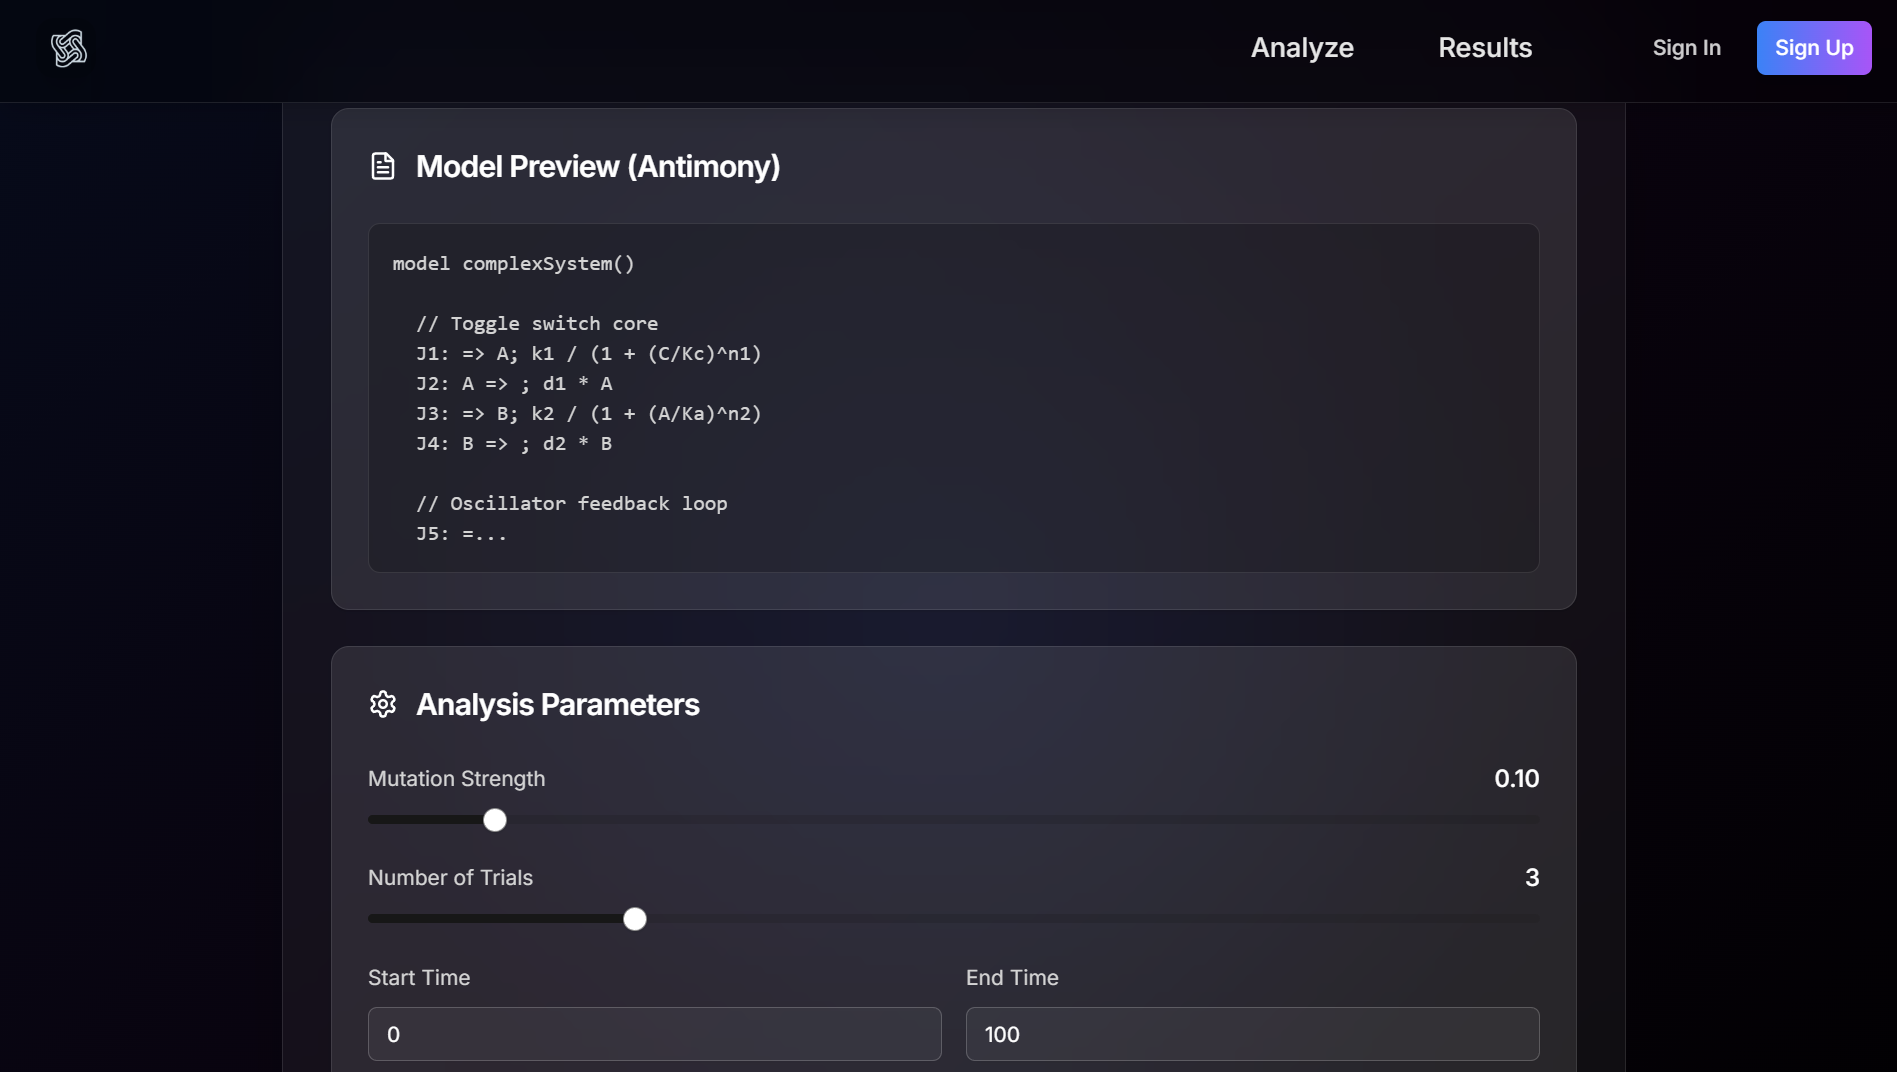 Analyze Results Sign In Sign Up
Model Preview (Antimony)
model complexSystem()
// Toggle switch core
J1: => A; k1 / (1 + (C/Kc)^n1)
J2: A => ; d1 * A
J3: => B; k2 / (1 + (A/Ka)^n2)
J4: B => ; d2 * B
// Oscillator feedback loop
J5: =...
Analysis Parameters
Mutation Strength 0.10
Number of Trials 3
Start Time End Time
0 100